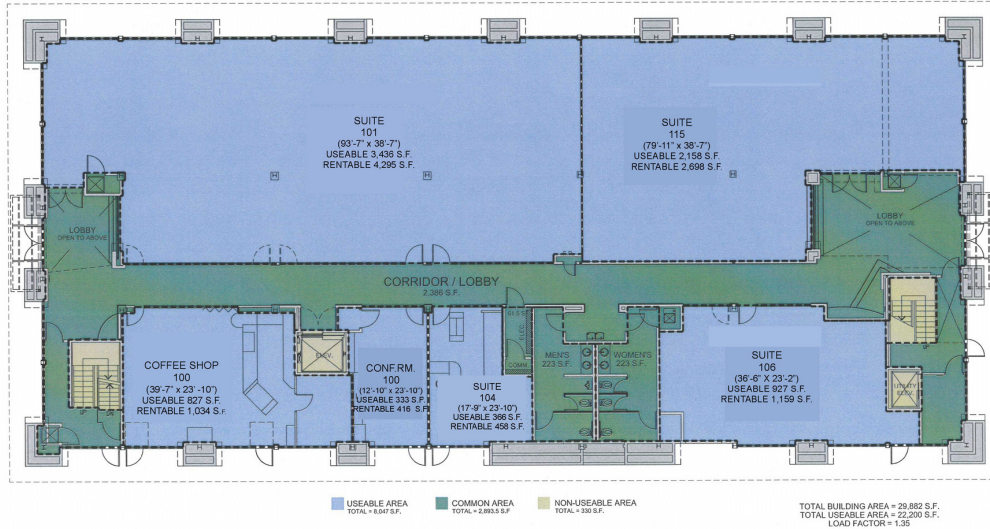 SUITE
101
(93'-7" x 38'-7")
USEABLE 3,436 S.F.
RENTABLE 4,295 S.F.
SUITE
115
(79'-11" x 38'-7")
USEABLE 2,158 S.F.
RENTABLE 2,698 S.F.
LOBBY
OPEN TO ABOVE
LOBBY
OPEN TO ABOVE
CORRIDOR / LOBBY
2,386 S.F.
COFFEE SHOP
100
(39'-7" x 23'-10")
USEABLE 827 S.F.
RENTABLE 1,034 S.F.
ELEV.
CONF.RM.
100
(12'-10" x 23'-10")
USEABLE 333 S.F
RENTABLE 416 S.F
SUITE
104
(17'-9" x 23'-10")
USEABLE 366 S.F.
RENTABLE 458 S.F.
ELEC.
COMM.
MEN'S
223 S.F.
WOMEN'S
223 S.F.
SUITE
106
(36'-6" X 23'-2")
USEABLE 927 S.F.
RENTABLE 1,159 S.F.
UTILITY
ELEV.
USEABLE AREA
TOTAL = 8,047 S.F.
COMMON AREA
TOTAL = 2,893.5 S.F
NON-USEABLE AREA
TOTAL = 330 S.F.
TOTAL BUILDING AREA = 29,882 S.F.
TOTAL USEABLE AREA = 22,200 S.F.
LOAD FACTOR = 1.35